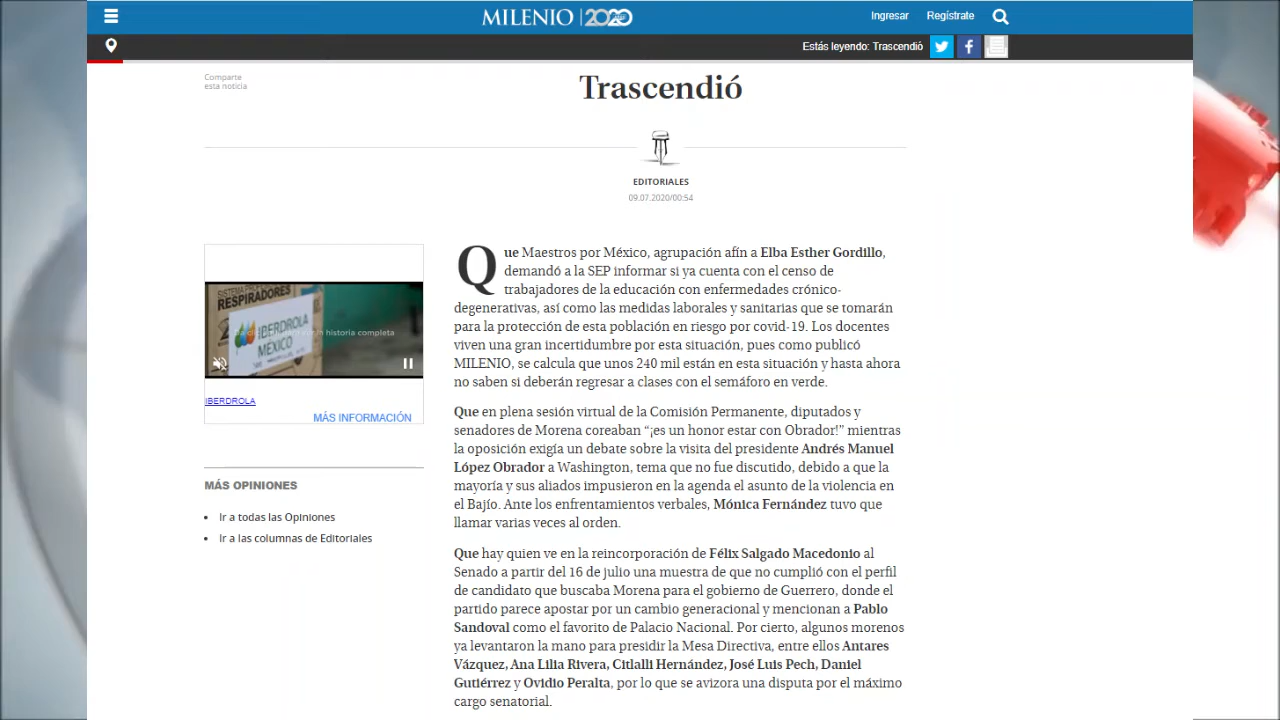 MILENIO 2020
Ingresar
Regístrate
Estás leyendo: Trascendió
Comparte
esta noticia
Trascendió
EDITORIALES
09.07.2020/00:54
RESPIRADORES
IBERDROLA
MÉXICO
historia completa
IBERDROLA
MÁS INFORMACIÓN
MÁS OPINIONES
• Ir a todas las Opiniones
• Ir a las columnas de Editoriales
Que Maestros por México, agrupación afín a Elba Esther Gordillo,
demandó a la SEP informar si ya cuenta con el censo de
trabajadores de la educación con enfermedades crónico-
degenerativas, así como las medidas laborales y sanitarias que se tomarán
para la protección de esta población en riesgo por covid-19. Los docentes
viven una gran incertidumbre por esta situación, pues como publicó
MILENIO, se calcula que unos 240 mil están en esta situación y hasta ahora
no saben si deberán regresar a clases con el semáforo en verde.
Que en plena sesión virtual de la Comisión Permanente, diputados y
senadores de Morena coreaban “¡es un honor estar con Obrador!” mientras
la oposición exigía un debate sobre la visita del presidente Andrés Manuel
López Obrador a Washington, tema que no fue discutido, debido a que la
mayoría y sus aliados impusieron en la agenda el asunto de la violencia en
el Bajío. Ante los enfrentamientos verbales, Mónica Fernández tuvo que
llamar varias veces al orden.
Que hay quien ve en la reincorporación de Félix Salgado Macedonio al
Senado a partir del 16 de julio una muestra de que no cumplió con el perfil
de candidato que buscaba Morena para el gobierno de Guerrero, donde el
partido parece apostar por un cambio generacional y mencionan a Pablo
Sandoval como el favorito de Palacio Nacional. Por cierto, algunos morenos
ya levantaron la mano para presidir la Mesa Directiva, entre ellos Antares
Vázquez, Ana Lilia Rivera, Citlalli Hernández, José Luis Pech, Daniel
Gutiérrez y Ovidio Peralta, por lo que se avizora una disputa por el máximo
cargo senatorial.